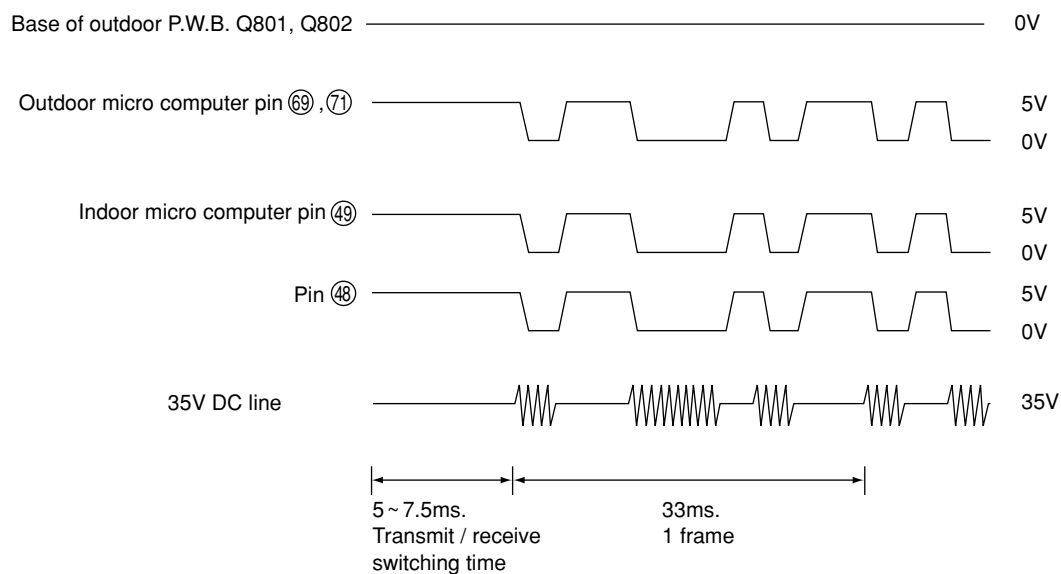 Base of outdoor P.W.B. Q801, Q802 0V
Outdoor micro computer pin ㊿+19 , 71 5V
0V
Indoor micro computer pin ㊾ 5V
0V
Pin ㊽ 5V
0V
35V DC line 35V
5 ~ 7.5ms. 33ms.
Transmit / receive 1 frame
switching time